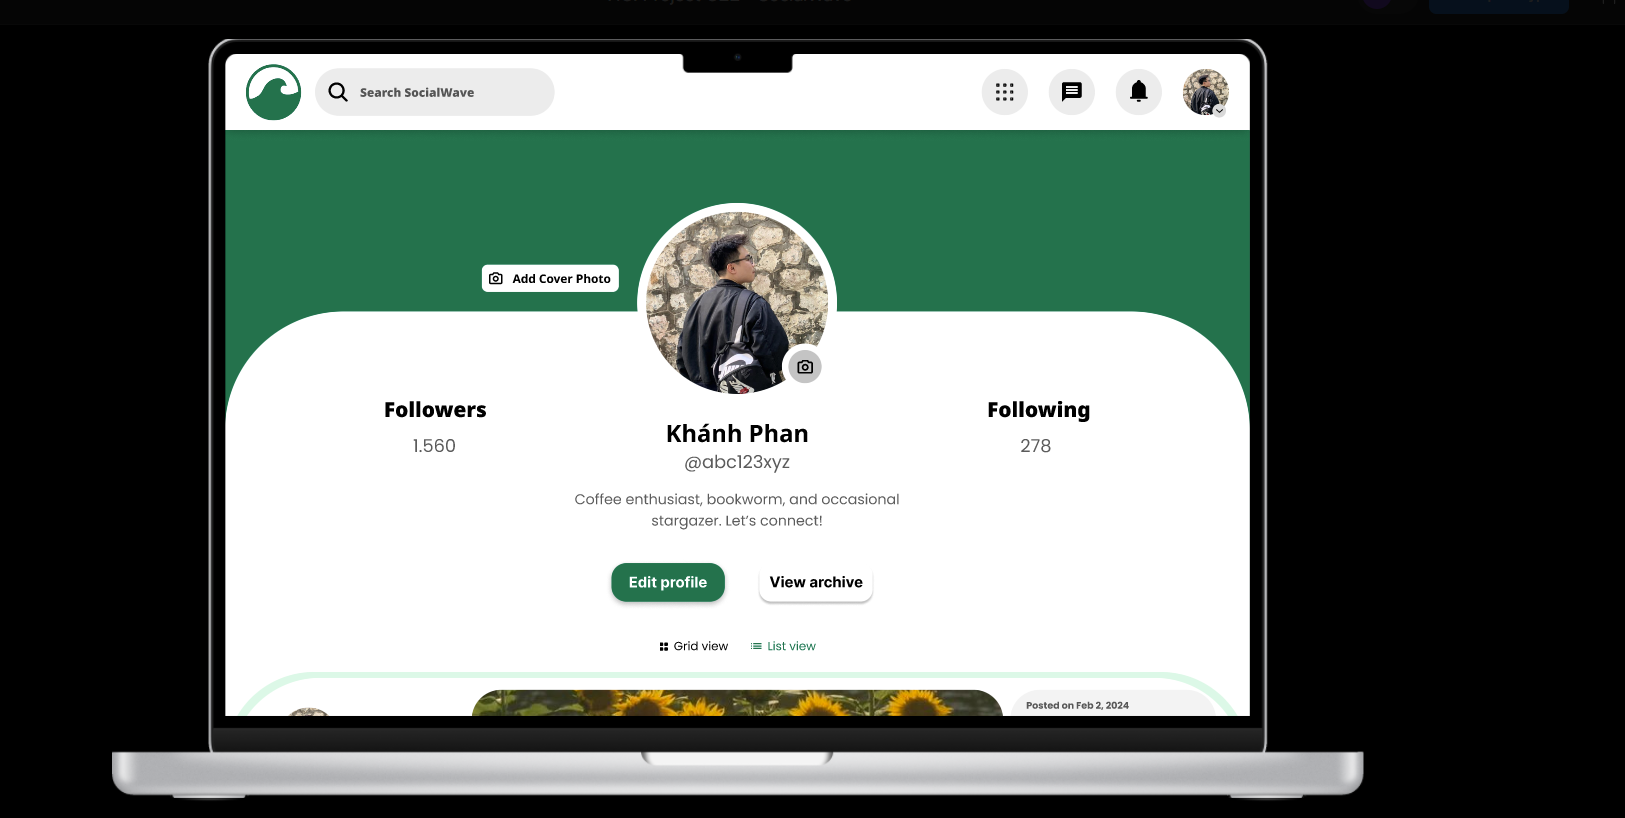 Search SocialWave
Add Cover Photo
Followers
1.560
Khánh Phan
@abc123xyz
Following
278
Coffee enthusiast, bookworm, and occasional
stargazer. Let's connect!
Edit profile
View archive
Grid view
List view
Posted on Feb 2, 2024